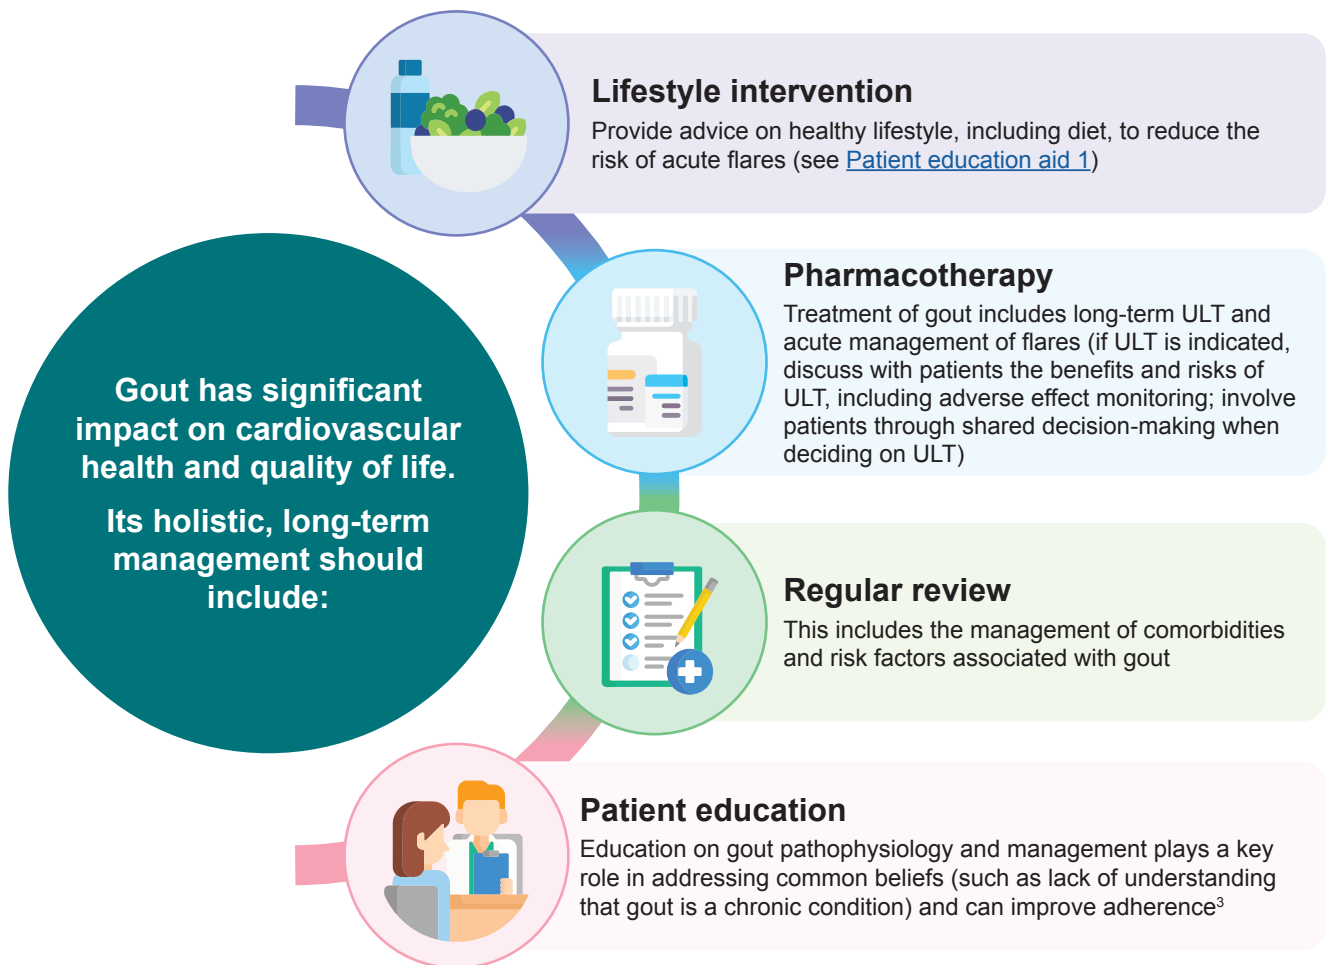 Lifestyle intervention
Provide advice on healthy lifestyle, including diet, to reduce the
risk of acute flares (see Patient education aid 1)
Gout has significant
impact on cardiovascular
health and quality of life.
Its holistic, long-term
management should
include:
Pharmacotherapy
Treatment of gout includes long-term ULT and
acute management of flares (if ULT is indicated,
discuss with patients the benefits and risks of
ULT, including adverse effect monitoring; involve
patients through shared decision-making when
deciding on ULT)
Regular review
This includes the management of comorbidities
and risk factors associated with gout
Patient education
Education on gout pathophysiology and management plays a key
role in addressing common beliefs (such as lack of understanding
that gout is a chronic condition) and can improve adherence³